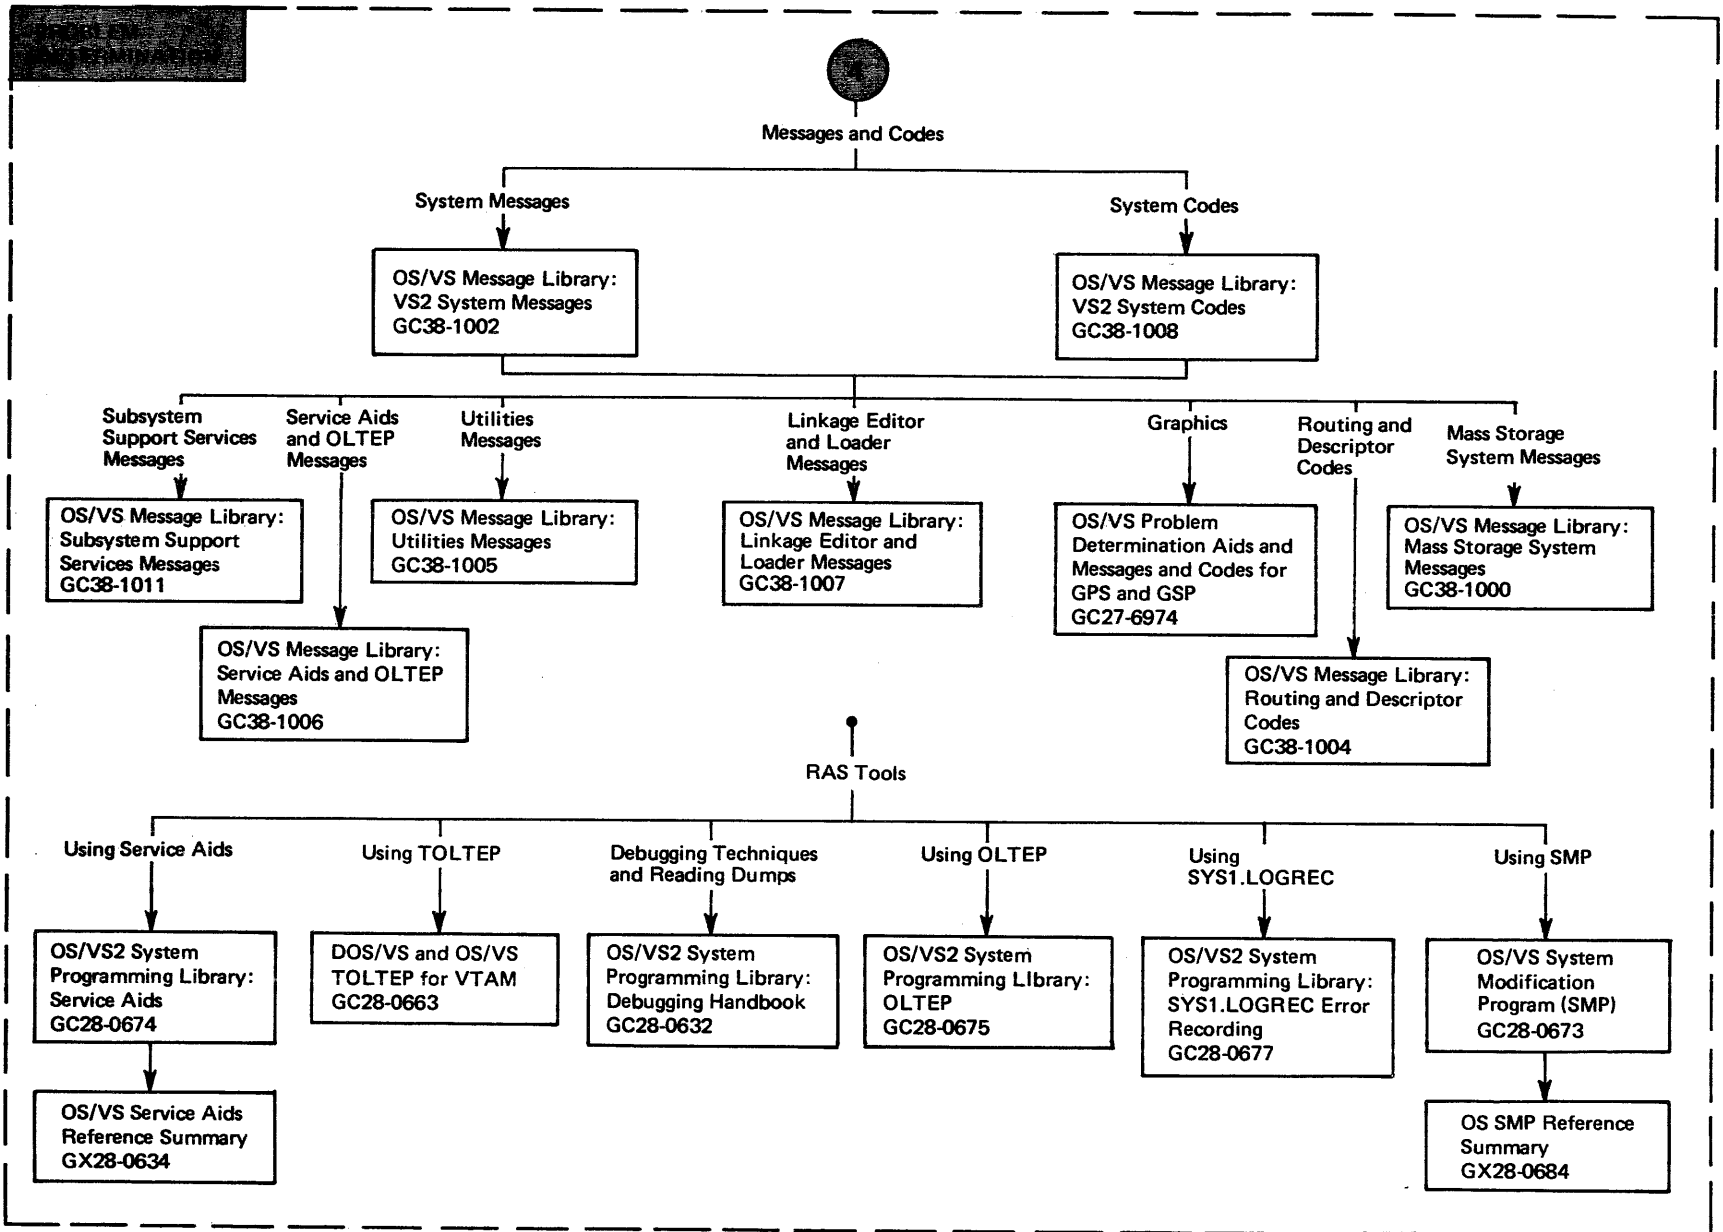 PROBLEM
DETERMINATION
Messages and Codes
System Messages
System Codes
OS/VS Message Library:
VS2 System Messages
GC38-1002
OS/VS Message Library:
VS2 System Codes
GC38-1008
Subsystem
Support Services
Messages
Service Aids
and OLTEP
Messages
Utilities
Messages
Linkage Editor
and Loader
Messages
Graphics
Routing and
Descriptor
Codes
Mass Storage
System Messages
OS/VS Message Library:
Subsystem Support
Services Messages
GC38-1011
OS/VS Message Library:
Utilities Messages
GC38-1005
OS/VS Message Library:
Linkage Editor and
Loader Messages
GC38-1007
OS/VS Problem
Determination Aids and
Messages and Codes for
GPS and GSP
GC27-6974
OS/VS Message Library:
Mass Storage System
Messages
GC38-1000
OS/VS Message Library:
Service Aids and OLTEP
Messages
GC38-1006
OS/VS Message Library:
Routing and Descriptor
Codes
GC38-1004
RAS Tools
Using Service Aids
Using TOLTEP
Debugging Techniques
and Reading Dumps
Using OLTEP
Using
SYS1.LOGREC
Using SMP
OS/VS2 System
Programming Library:
Service Aids
GC28-0674
DOS/VS and OS/VS
TOLTEP for VTAM
GC28-0663
OS/VS2 System
Programming Library:
Debugging Handbook
GC28-0632
OS/VS2 System
Programming Library:
OLTEP
GC28-0675
OS/VS2 System
Programming Library:
SYS1.LOGREC Error
Recording
GC28-0677
OS/VS System
Modification
Program (SMP)
GC28-0673
OS/VS Service Aids
Reference Summary
GX28-0634
OS SMP Reference
Summary
GX28-0684